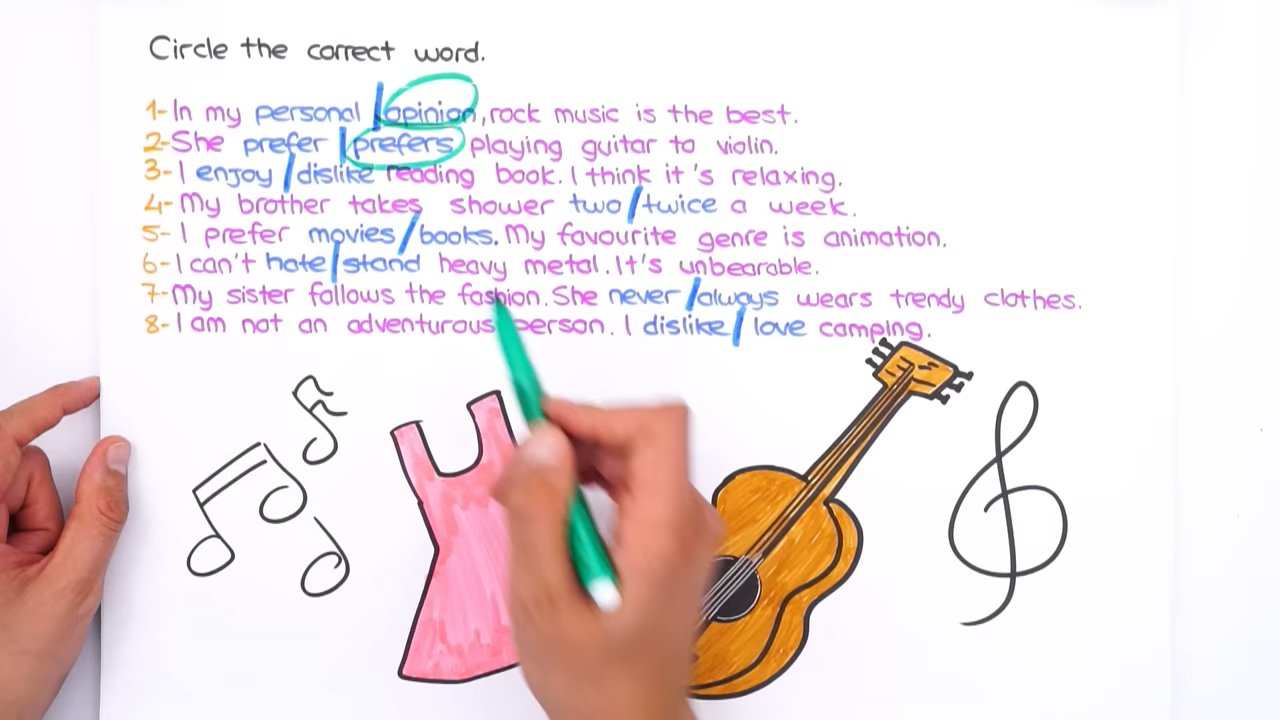 Circle the correct word.
1-In my personal/opinion, rock music is the best.
2-She prefer/prefers playing guitar to violin.
3-I enjoy/dislike reading book. I think it's relaxing.
4-My brother takes shower two/twice a week.
5-I prefer movies/books. My favourite genre is animation.
6-I can't hate/stand heavy metal. It's unbearable.
7-My sister follows the fashion. She never/always wears trendy clothes.
8-I am not an adventurous person. I dislike/love camping.